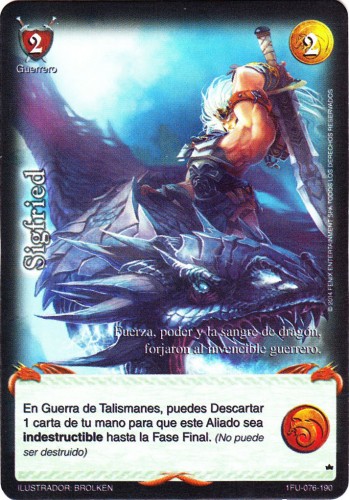 2
2
Guerrero
Sigfried
© 2014 FENIX ENTERTAINMENT SPA TODOS LOS DERECHOS RESERVADOS
Fuerza, poder y la sangre de dragón,
forjaron al invencible guerrero.
En Guerra de Talismanes, puedes Descartar
1 carta de tu mano para que este Aliado sea
indestructible hasta la Fase Final. (No puede
ser destruido)
ILUSTRADOR: BROLKEN
1FU-076-190